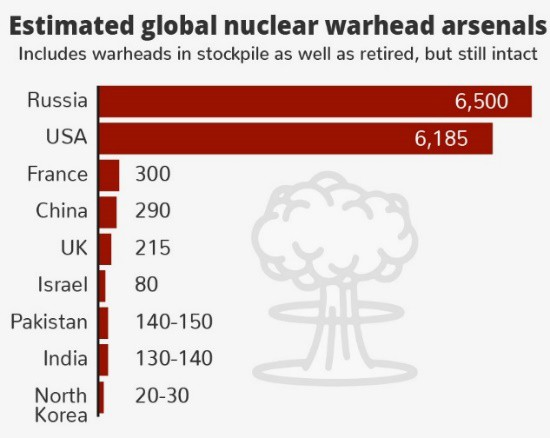 Estimated global nuclear warhead arsenals
Includes warheads in stockpile as well as retired, but still intact
Russia 6,500
USA 6,185
France 300
China 290
UK 215
Israel 80
Pakistan 140-150
India 130-140
North 20-30
Korea